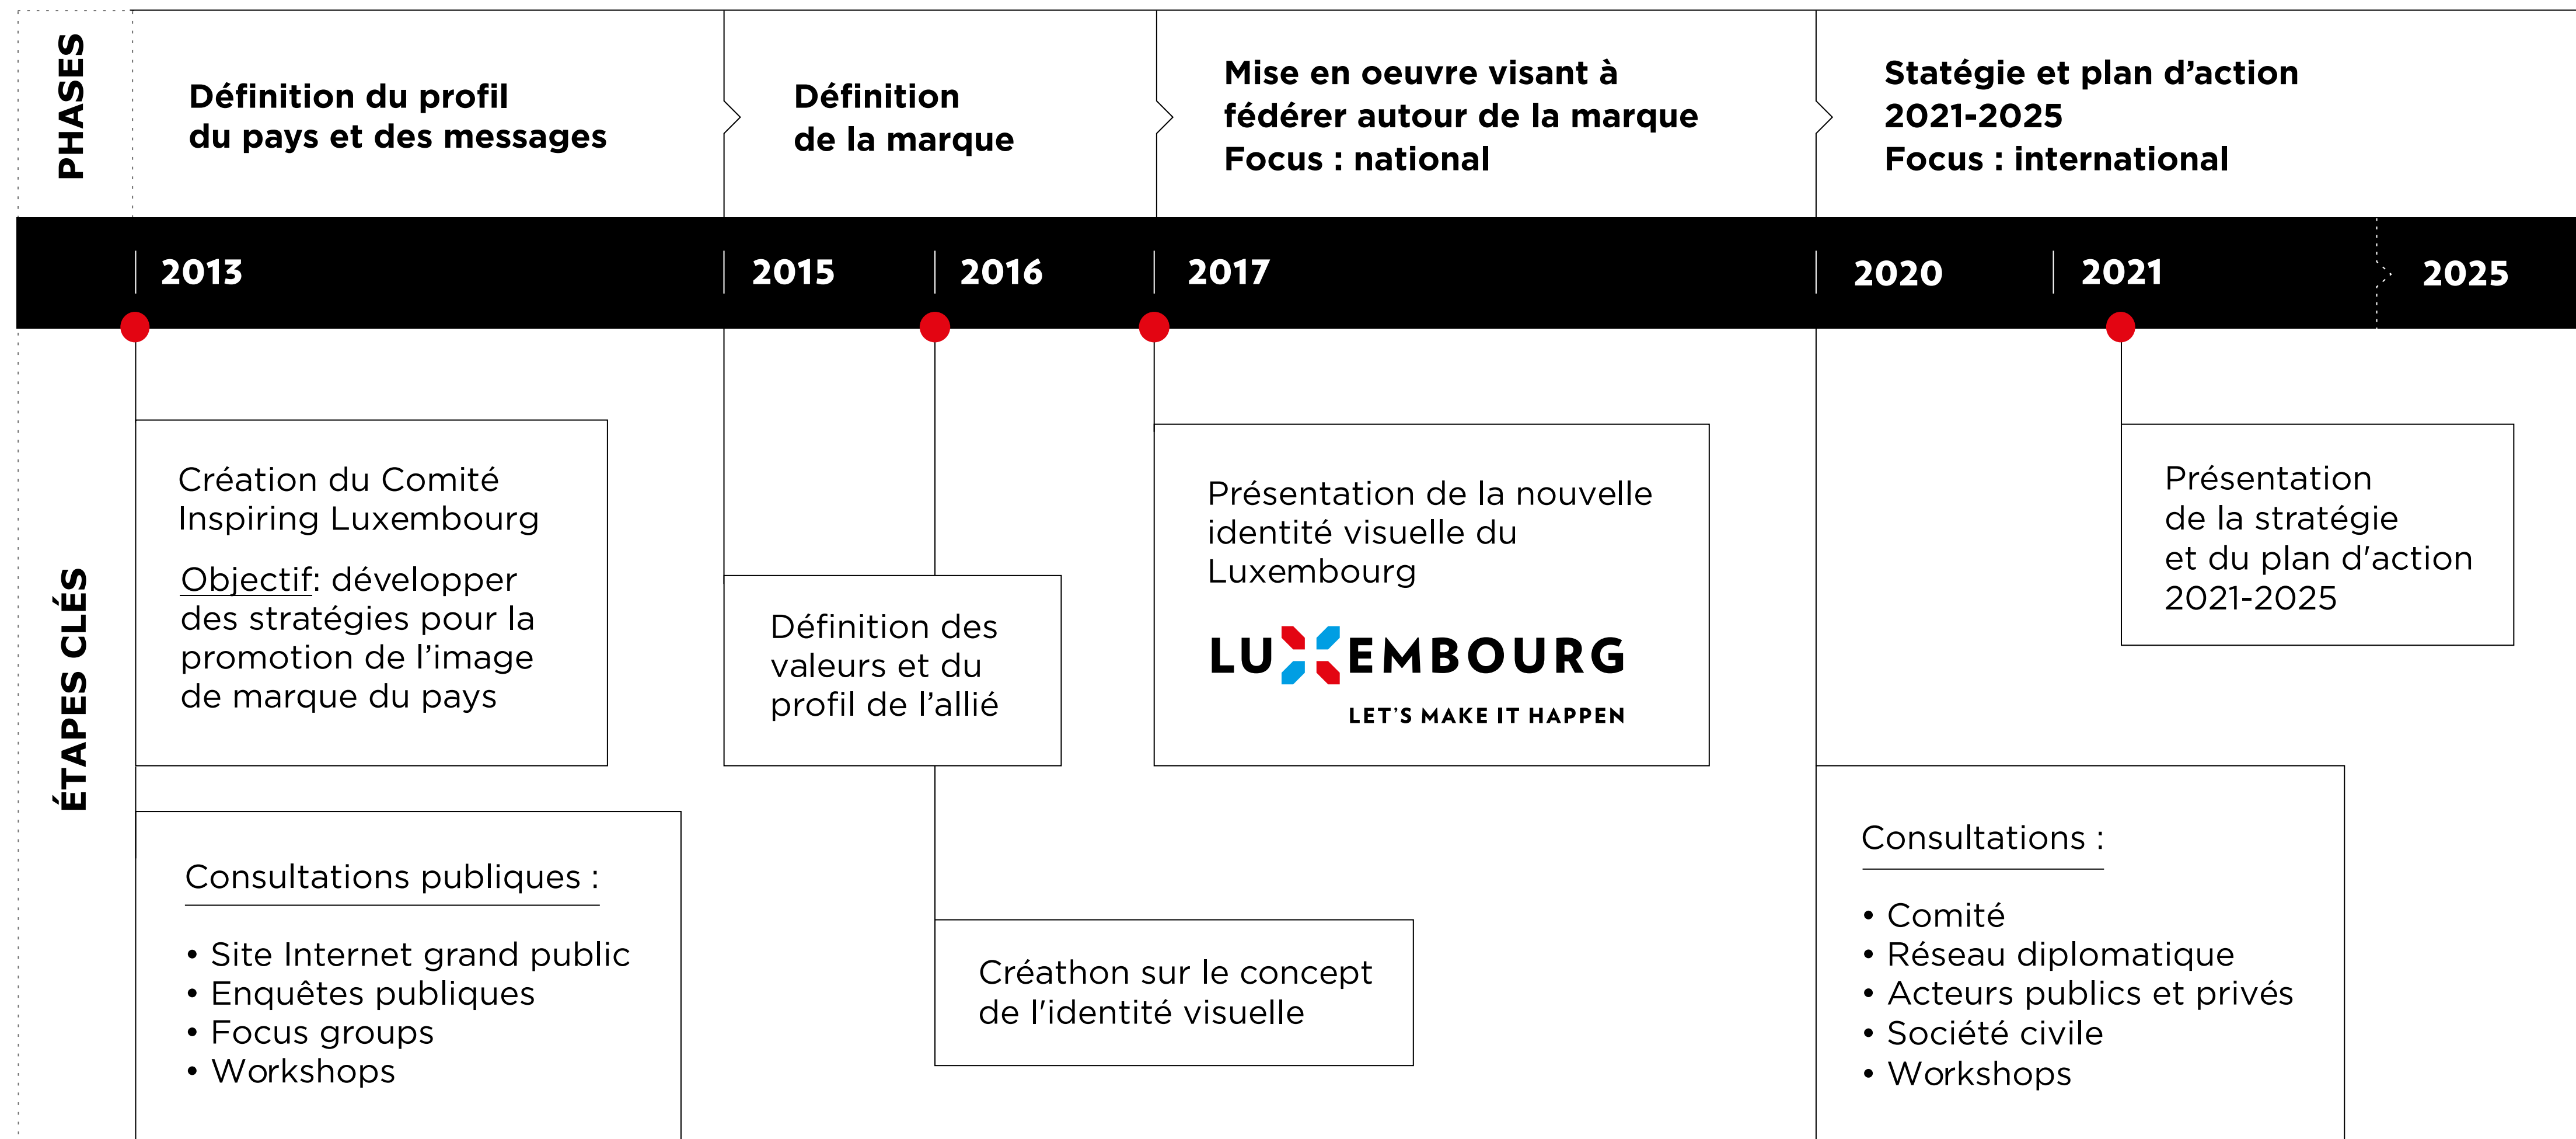 PHASES
Définition du profil
du pays et des messages
Définition
de la marque
Mise en oeuvre visant à
fédérer autour de la marque
Focus : national
Statégie et plan d’action
2021-2025
Focus : international
2013
2015
2016
2017
2020
2021
2025
ÉTAPES CLÉS
Création du Comité
Inspiring Luxembourg
Objectif: développer
des stratégies pour la
promotion de l’image
de marque du pays
Consultations publiques :
• Site Internet grand public
• Enquêtes publiques
• Focus groups
• Workshops
Définition des
valeurs et du
profil de l’allié
Créathon sur le concept
de l'identité visuelle
Présentation de la nouvelle
identité visuelle du
Luxembourg
LUXEMBOURG
LET’S MAKE IT HAPPEN
Consultations :
• Comité
• Réseau diplomatique
• Acteurs publics et privés
• Société civile
• Workshops
Présentation
de la stratégie
et du plan d'action
2021-2025